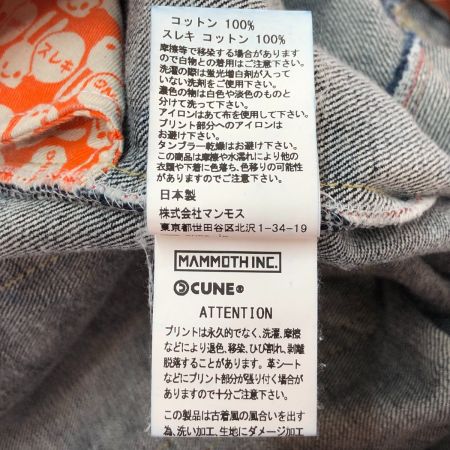 コットン 100%
スレキ コットン 100%
摩擦等で移染する場合があります
ので白物との着用はご注意下さい。
洗濯の際は蛍光増白剤が入って
いない洗剤をご使用下さい。
濃色の物は白色や淡色のものと
分けて洗って下さい。
アイロンはあて布を使用して下さい。
プリント部分へのアイロンは
お避け下さい。
タンブラー乾燥はお避け下さい。
この商品は摩擦や水濡れにより他の
衣類や下着に色落ち、色移りの可能性
がありますのでご注意下さい。
日本製
株式会社マンモス
東京都世田谷区北沢1-34-19
MAMMOTH INC.
CUNE®
ATTENTION
プリントは永久的でなく、洗濯、摩擦
などにより退色、移染、ひび割れ、剥離
脱落することがあります。革シート
などにプリント部分が張り付く場合が
ありますので十分ご注意下さい。
この製品は古着風の風合いを出す
為、洗い加工、生地にダメージ加工
スレキ
スレキ